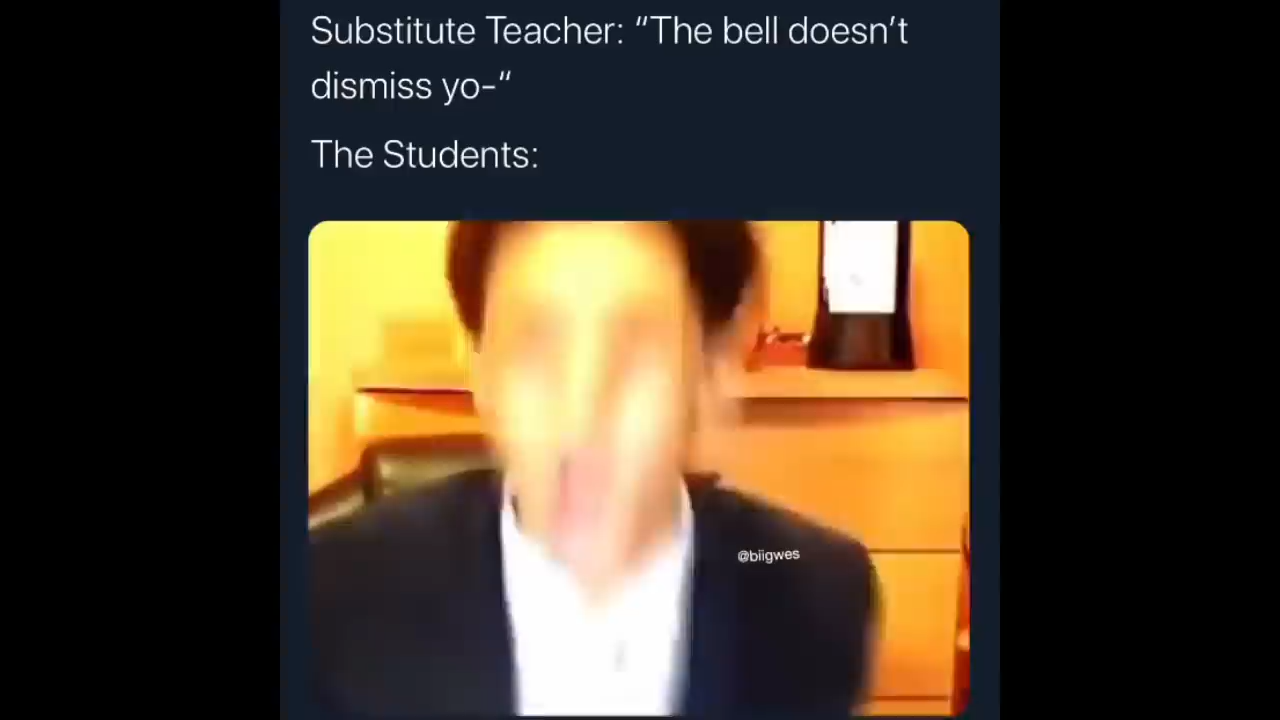 Substitute Teacher: “The bell doesn’t
dismiss yo-“
The Students:
@biigwes